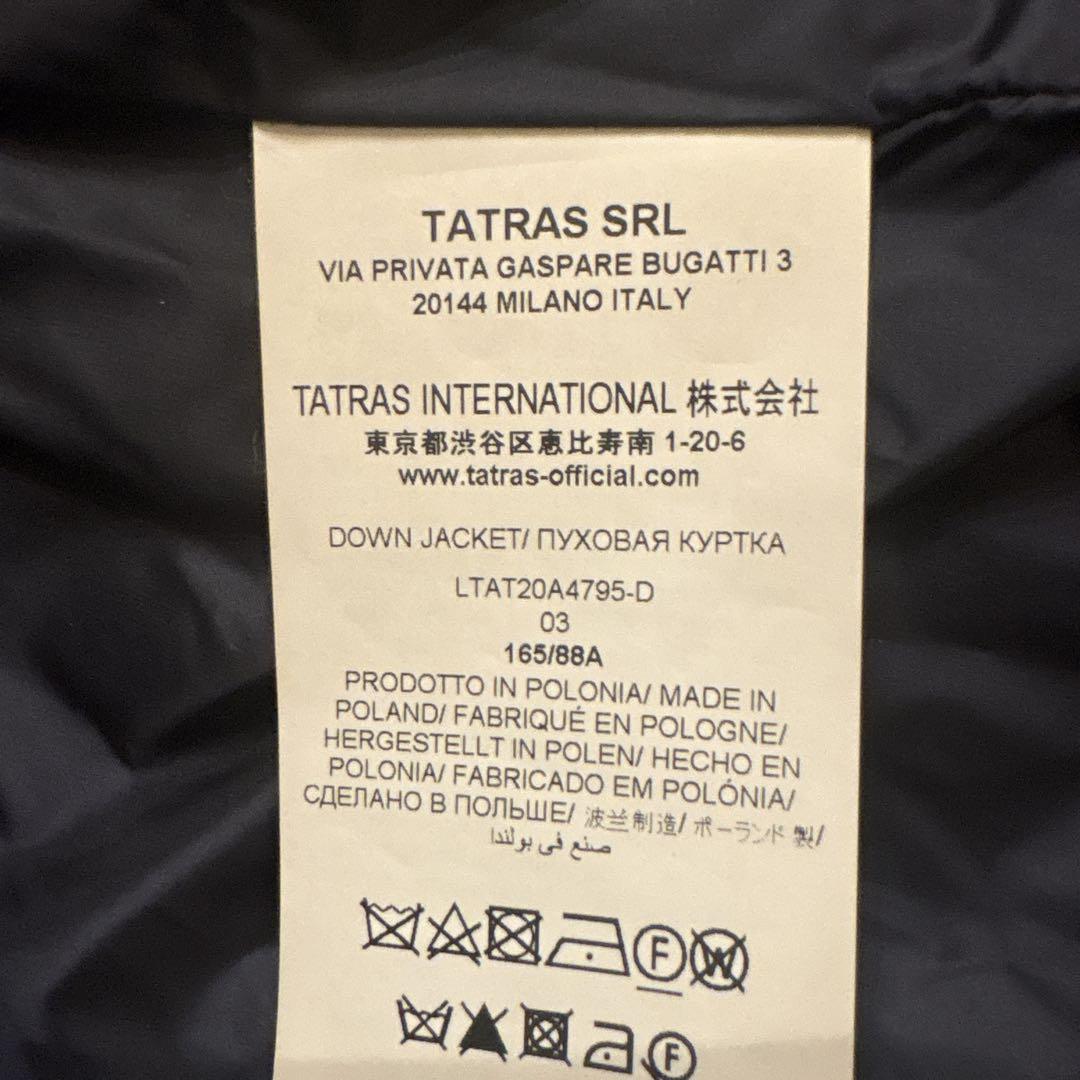 TATRAS SRL
VIA PRIVATA GASPARE BUGATTI 3
20144 MILANO ITALY
TATRAS INTERNATIONAL 株式会社
東京都渋谷区恵比寿南 1-20-6
www.tatras-official.com
DOWN JACKET/ ПУХОВАЯ КУРТКА
LTAT20A4795-D
03
165/88A
PRODOTTO IN POLONIA/ MADE IN
POLAND/ FABRIQUÉ EN POLOGNE/
HERGESTELLT IN POLEN/ HECHO EN
POLONIA/ FABRICADO EM POLÓNIA/
СДЕЛАНО В ПОЛЬШЕ/ 波兰制造/ ポーランド 製/
صنع في بولندا
F W
F